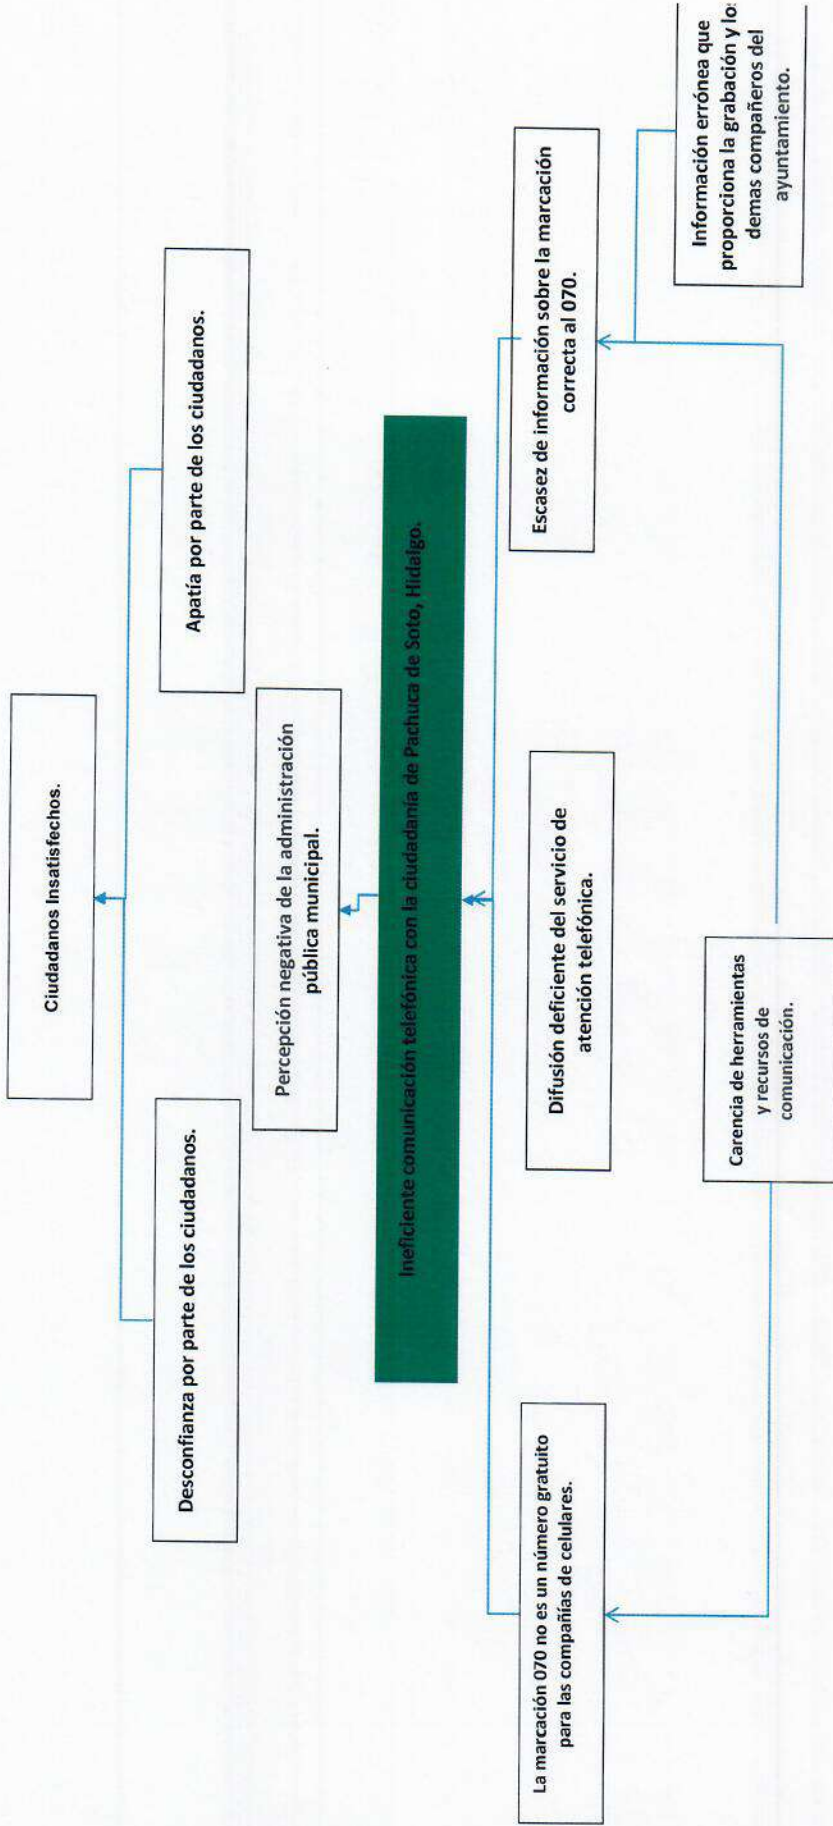 Ciudadanos Insatisfechos.
Desconfianza por parte de los ciudadanos.
Apatía por parte de los ciudadanos.
Percepción negativa de la administración
pública municipal.
Ineficiente comunicación telefónica con la ciudadanía de Pachuca de Soto, Hidalgo.
La marcación 070 no es un número gratuito
para las compañías de celulares.
Difusión deficiente del servicio de
atención telefónica.
Escasez de información sobre la marcación
correcta al 070.
Carencia de herramientas
y recursos de
comunicación.
Información errónea que
proporciona la grabación y los
demas compañeros del
ayuntamiento.